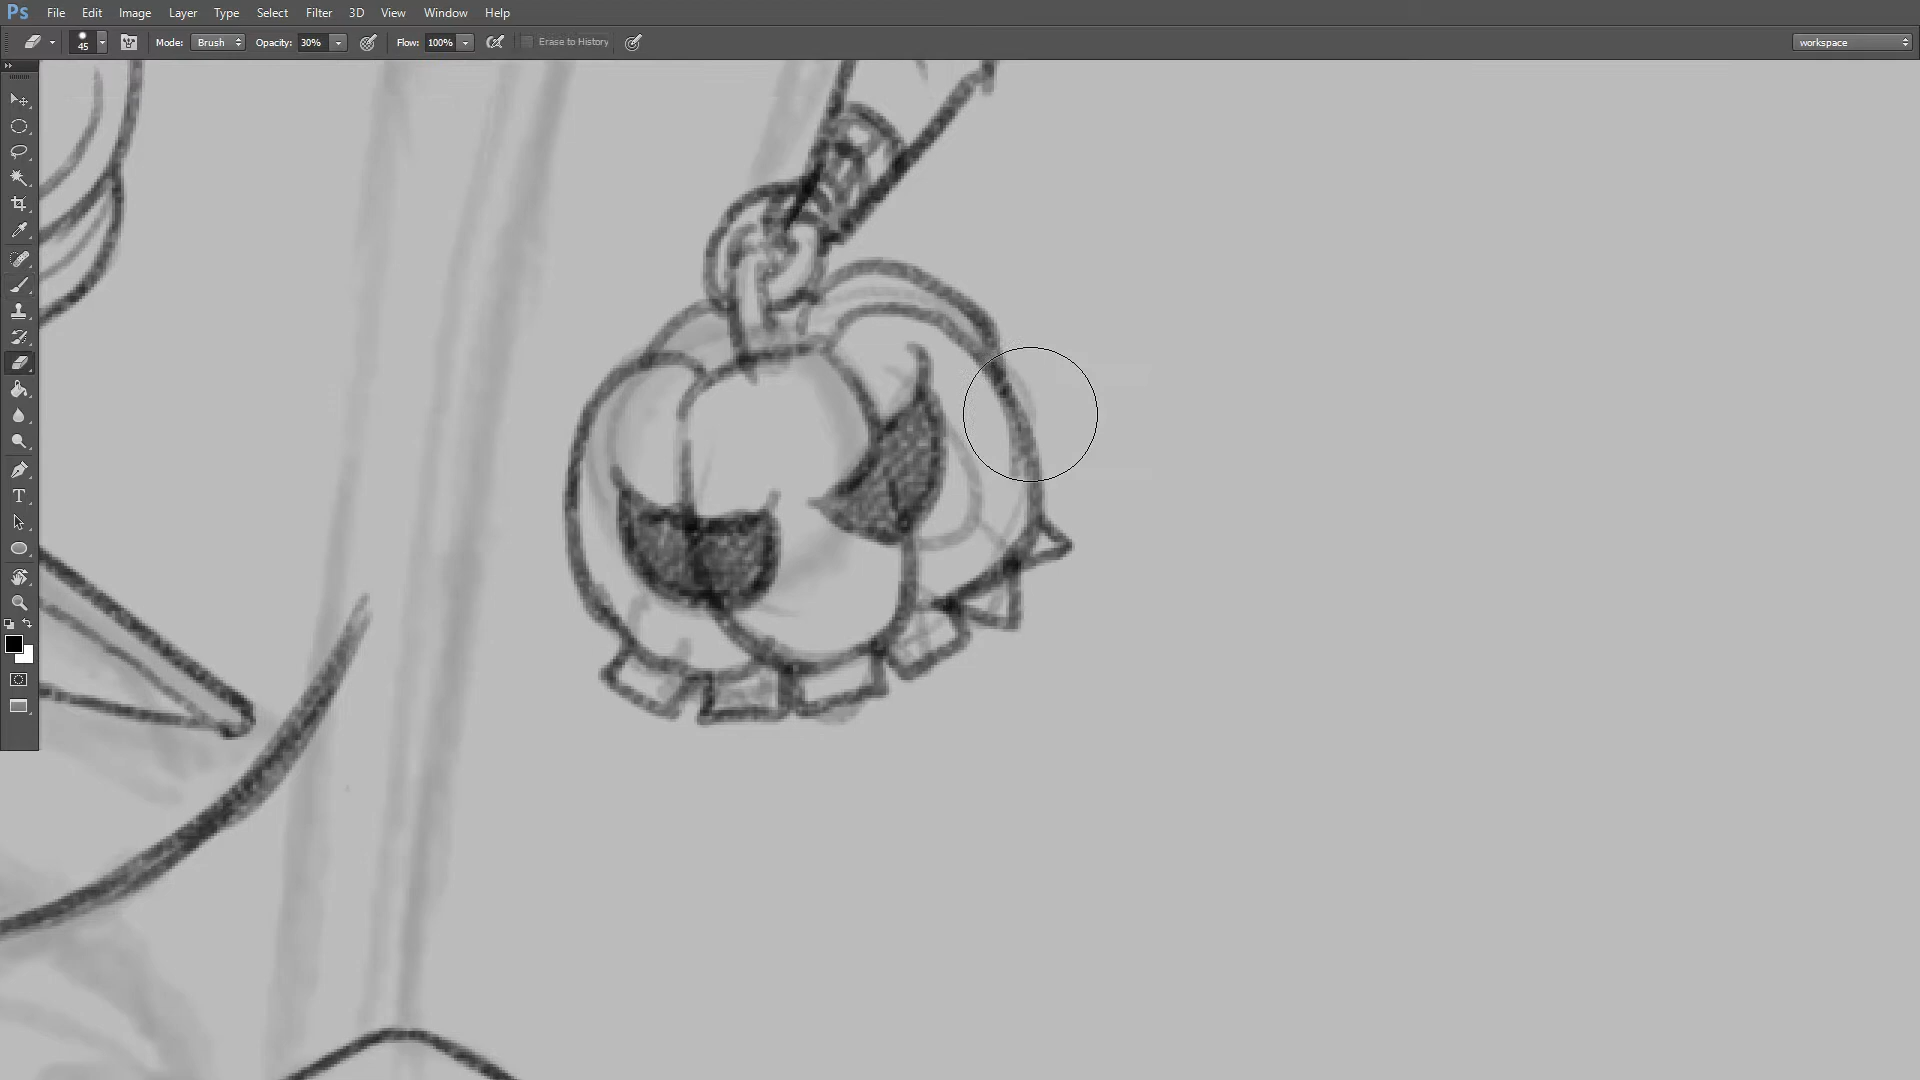 Ps File Edit Image Layer Type Select Filter 3D View Window Help
45 Mode: Brush Opacity: 30% Flow: 100% Erase to History workspace
T